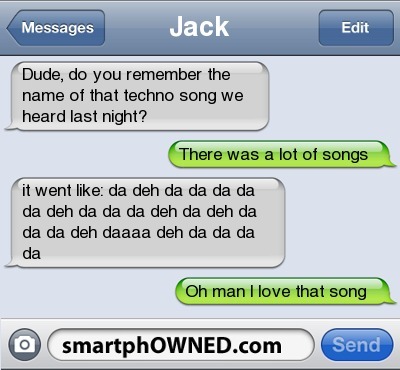 Messages
Jack
Edit
Dude, do you remember the
name of that techno song we
heard last night?
There was a lot of songs
it went like: da deh da da da da
da deh da da da deh da deh da
da da deh daaaa deh da da da
da
Oh man I love that song
smartphOWNED.com
Send